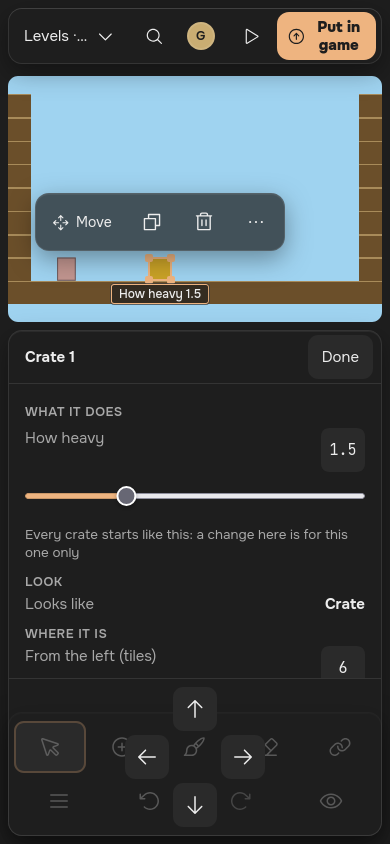 Levels ·...
G
Put in
game
Move
How heavy 1.5
Crate 1
Done
WHAT IT DOES
How heavy
1.5
Every crate starts like this: a change here is for this
one only
LOOK
Looks like
Crate
WHERE IT IS
From the left (tiles)
6